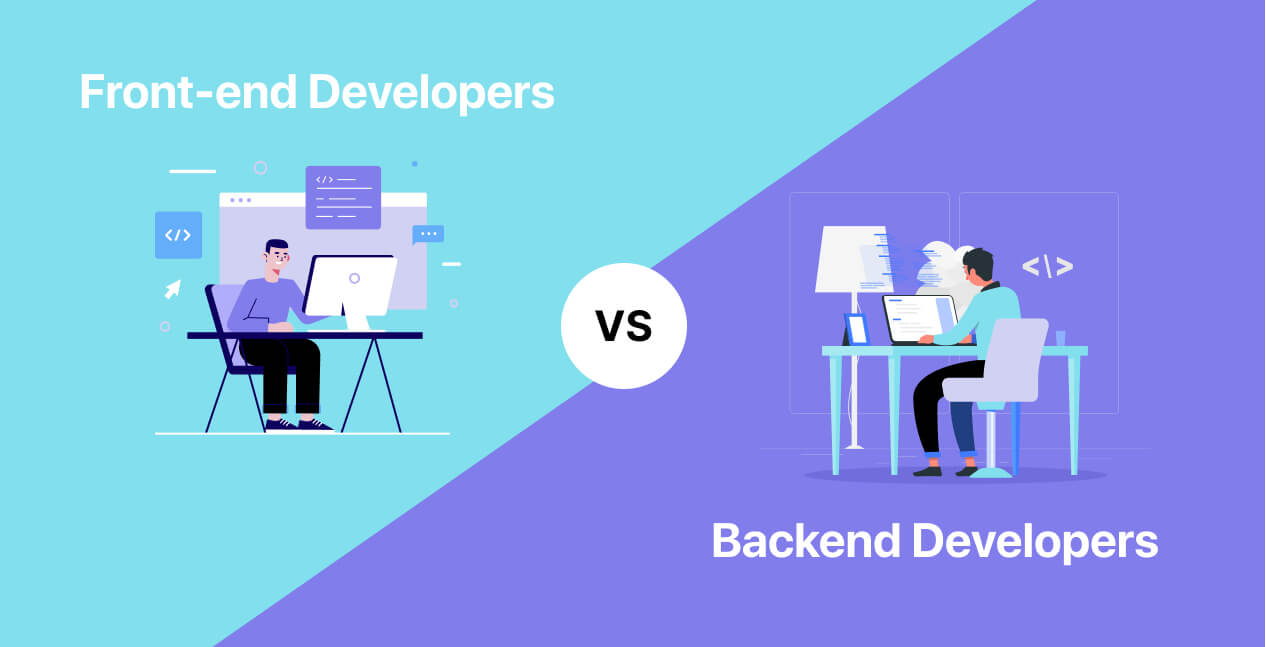 Front-end Developers
</>
</>
...
VS
<\>
Backend Developers